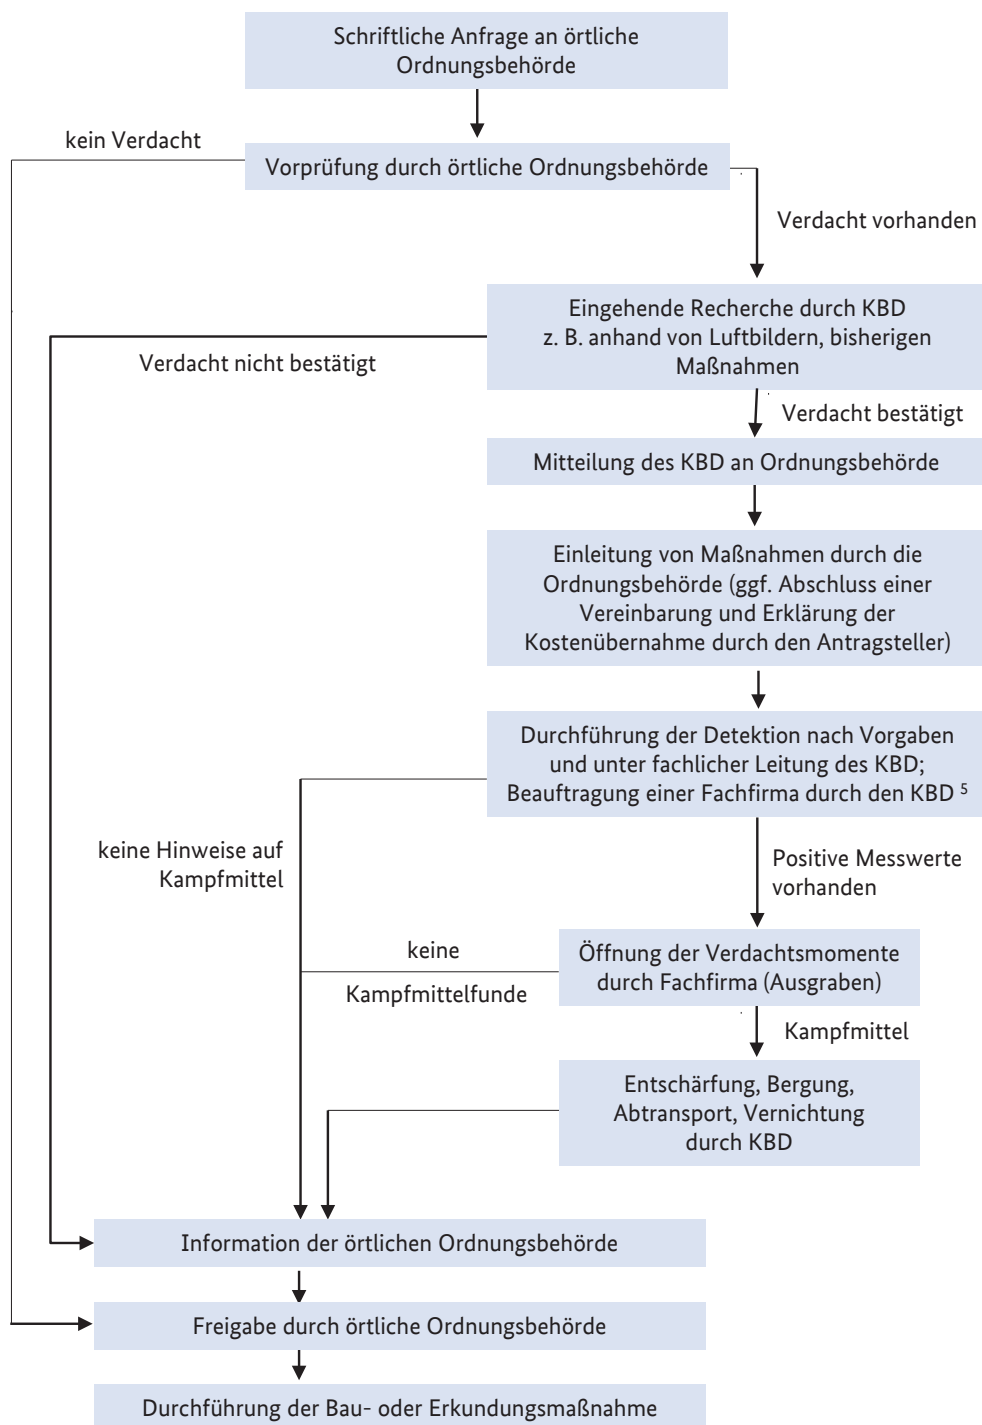 Schriftliche Anfrage an örtliche
Ordnungsbehörde
kein Verdacht
Vorprüfung durch örtliche Ordnungsbehörde
Verdacht vorhanden
Eingehende Recherche durch KBD
z. B. anhand von Luftbildern, bisherigen
Maßnahmen
Verdacht nicht bestätigt
Verdacht bestätigt
Mitteilung des KBD an Ordnungsbehörde
Einleitung von Maßnahmen durch die
Ordnungsbehörde (ggf. Abschluss einer
Vereinbarung und Erklärung der
Kostenübernahme durch den Antragsteller)
Durchführung der Detektion nach Vorgaben
und unter fachlicher Leitung des KBD;
Beauftragung einer Fachfirma durch den KBD ⁵
keine Hinweise auf
Kampfmittel
Positive Messwerte
vorhanden
Öffnung der Verdachtsmomente
durch Fachfirma (Ausgraben)
keine
Kampfmittelfunde
Kampfmittel
Entschärfung, Bergung,
Abtransport, Vernichtung
durch KBD
Information der örtlichen Ordnungsbehörde
Freigabe durch örtliche Ordnungsbehörde
Durchführung der Bau- oder Erkundungsmaßnahme